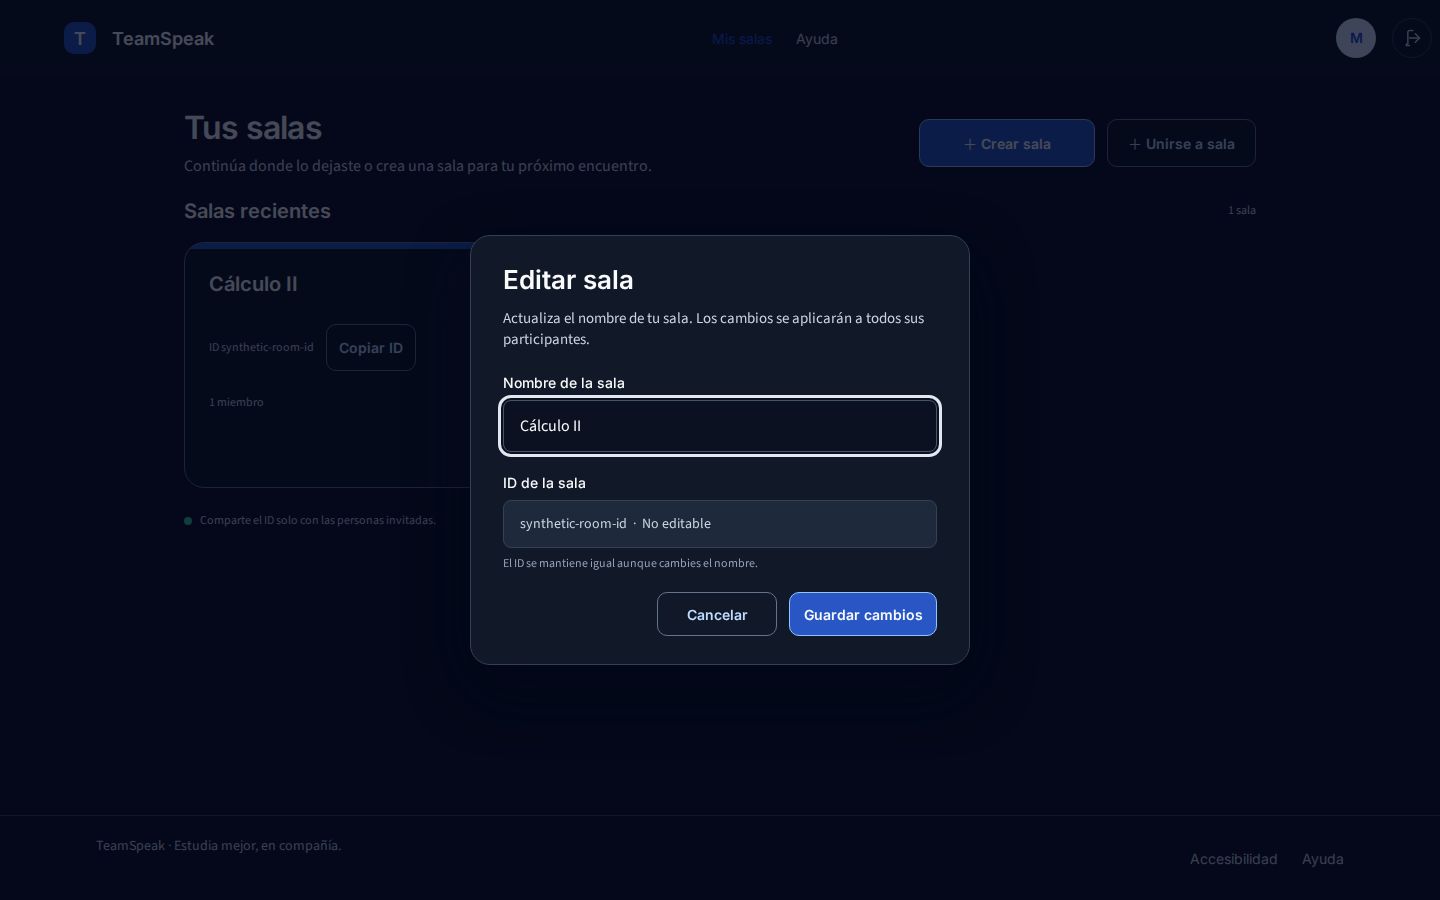 T TeamSpeak Mis salas Ayuda M
Tus salas
+ Crear sala + Unirse a sala
Continúa donde lo dejaste o crea una sala para tu próximo encuentro.
Salas recientes 1 sala
Cálculo II
ID synthetic-room-id Copiar ID
1 miembro
Comparte el ID solo con las personas invitadas.
Editar sala
Actualiza el nombre de tu sala. Los cambios se aplicarán a todos sus
participantes.
Nombre de la sala
Cálculo II
ID de la sala
synthetic-room-id · No editable
El ID se mantiene igual aunque cambies el nombre.
Cancelar Guardar cambios
TeamSpeak · Estudia mejor, en compañía.
Accesibilidad Ayuda